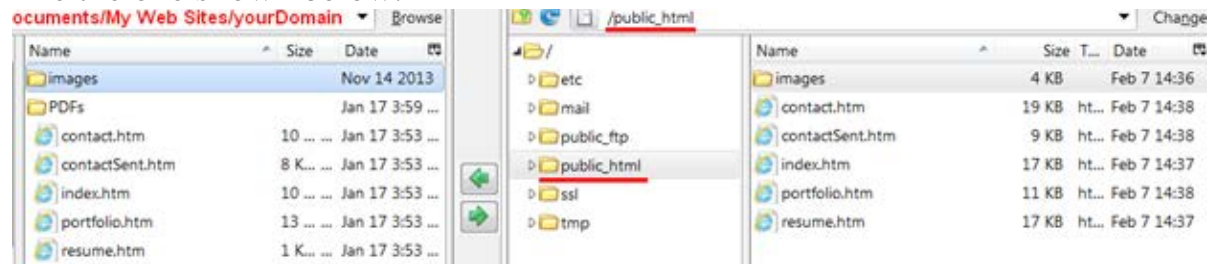 ocuments/My Web Sites/yourDomain Browse
/public_html Change
Name Size Date
images Nov 14 2013
PDFs Jan 17 3:59 ...
contact.htm 10 ... ... Jan 17 3:53 ...
contactSent.htm 8 K... ... Jan 17 3:53 ...
index.htm 10 ... ... Jan 17 3:53 ...
portfolio.htm 13 ... ... Jan 17 3:53 ...
resume.htm 1 K... ... Jan 17 3:53 ...
/
etc
mail
public_ftp
public_html
ssl
tmp
Name Size T... Date
images 4 KB Feb 7 14:36
contact.htm 19 KB ht... Feb 7 14:38
contactSent.htm 9 KB ht... Feb 7 14:38
index.htm 17 KB ht... Feb 7 14:37
portfolio.htm 11 KB ht... Feb 7 14:38
resume.htm 17 KB ht... Feb 7 14:37